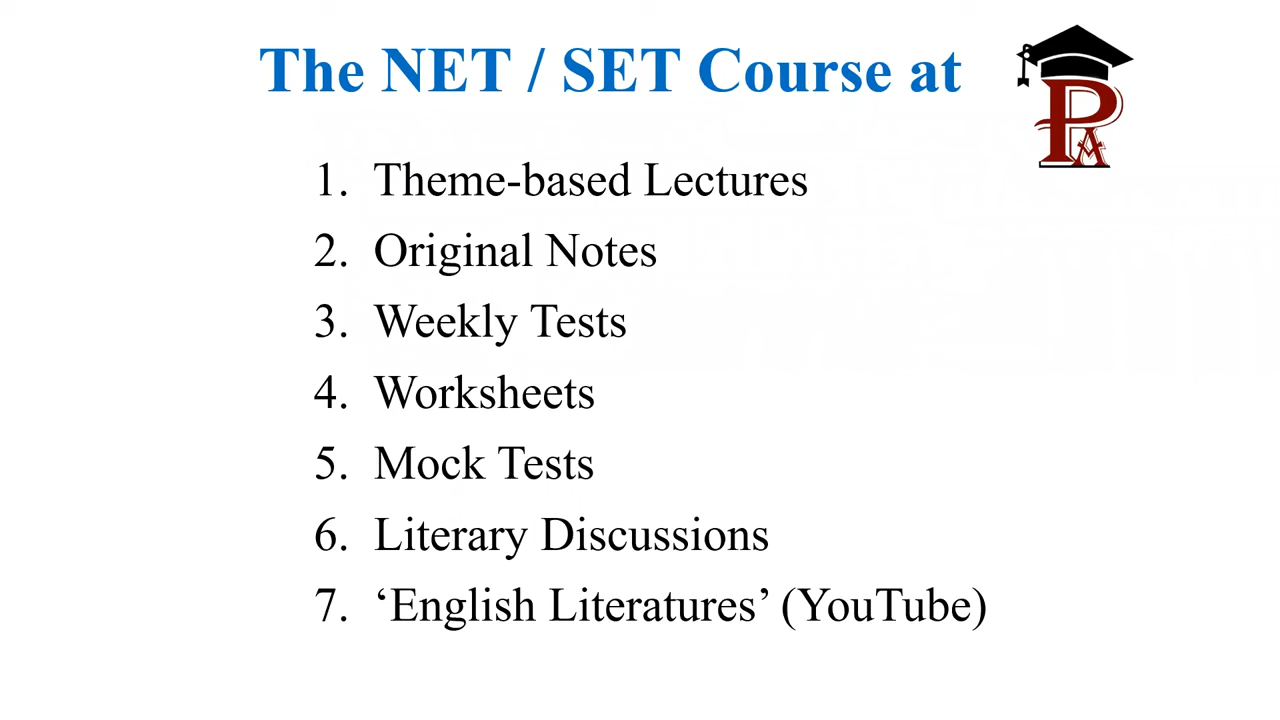 The NET / SET Course at
PA
1. Theme-based Lectures
2. Original Notes
3. Weekly Tests
4. Worksheets
5. Mock Tests
6. Literary Discussions
7. ‘English Literatures’ (YouTube)